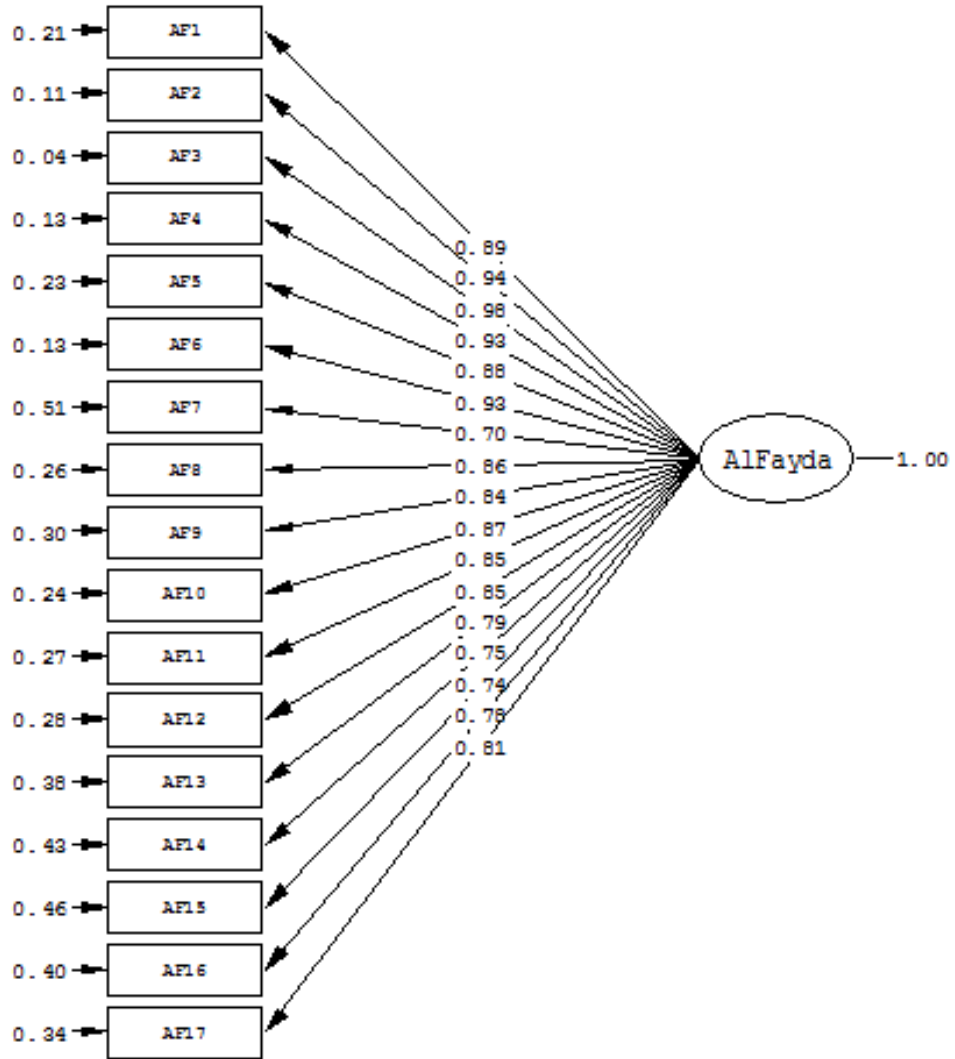 0.21 AF1
0.11 AF2
0.04 AF3
0.13 AF4
0.89
0.94
0.23 AF5
0.98
0.13 AF6
0.93
0.88
0.93
0.51 AF7
0.70
AlFayda 1.00
0.26 AF8
0.86
0.84
0.30 AF9
0.87
0.85
0.24 AF10
0.85
0.79
0.27 AF11
0.75
0.74
0.28 AF12
0.78
0.81
0.38 AF13
0.43 AF14
0.46 AF15
0.40 AF16
0.34 AF17